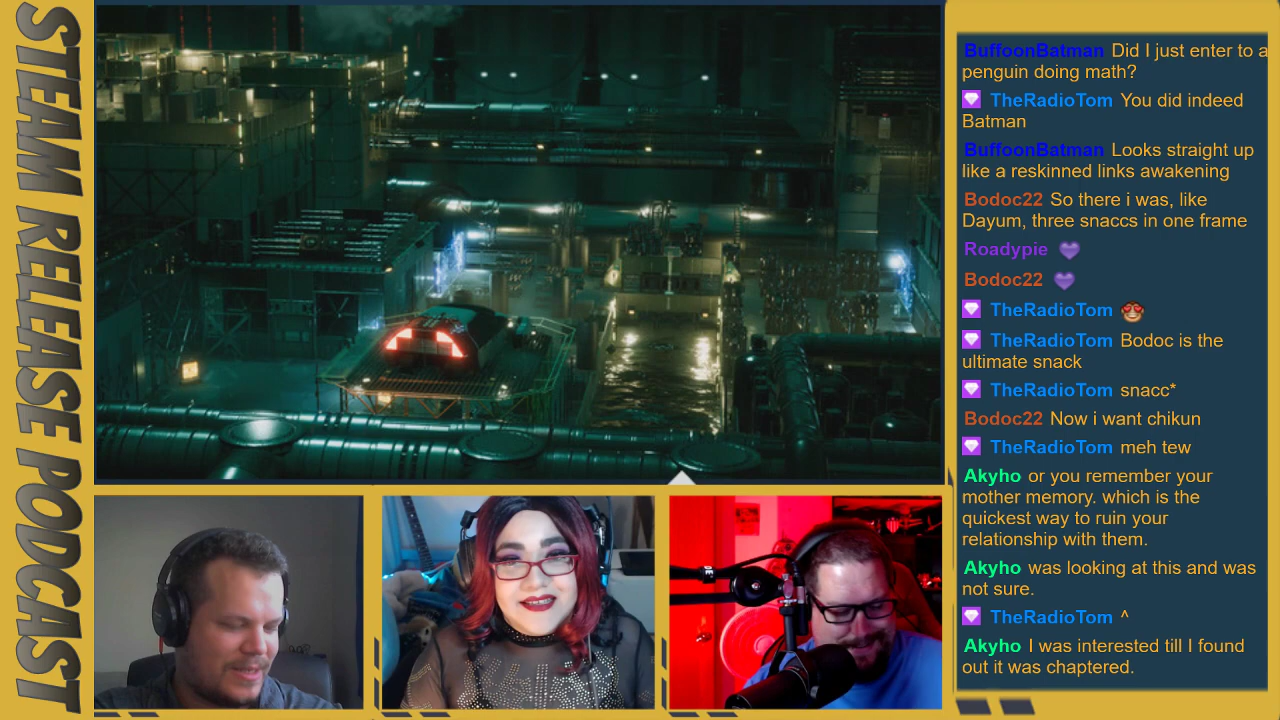 STEAM RELEASE PODCAST
BuffoonBatman Did I just enter to a
penguin doing math?
TheRadioTom You did indeed
Batman
BuffoonBatman Looks straight up
like a reskinned links awakening
Bodoc22 So there i was, like
Dayum, three snaccs in one frame
Roadypie
Bodoc22
TheRadioTom
TheRadioTom Bodoc is the
ultimate snack
TheRadioTom snacc*
Bodoc22 Now i want chikun
TheRadioTom meh tew
Akyho or you remember your
mother memory. which is the
quickest way to ruin your
relationship with them.
Akyho was looking at this and was
not sure.
TheRadioTom ^
Akyho I was interested till I found
out it was chaptered.